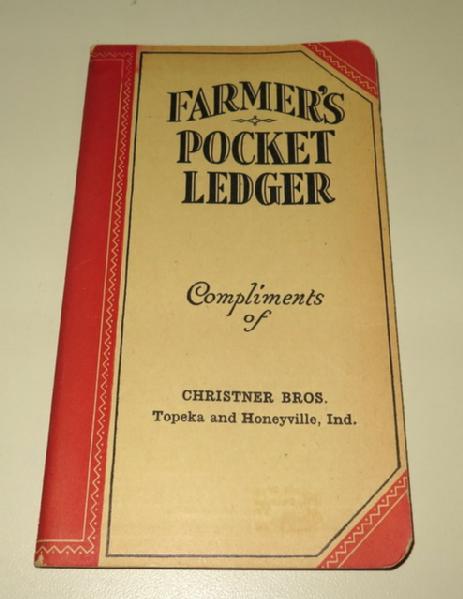 FARMER'S
POCKET
LEDGER
Compliments
of
CHRISTNER BROS.
Topeka and Honeyville, Ind.